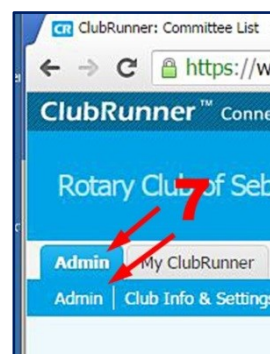 CR ClubRunner: Committee List
https://w
ClubRunner™ Conne
Rotary Club of Seb
7
Admin My ClubRunner
Admin | Club Info & Settings